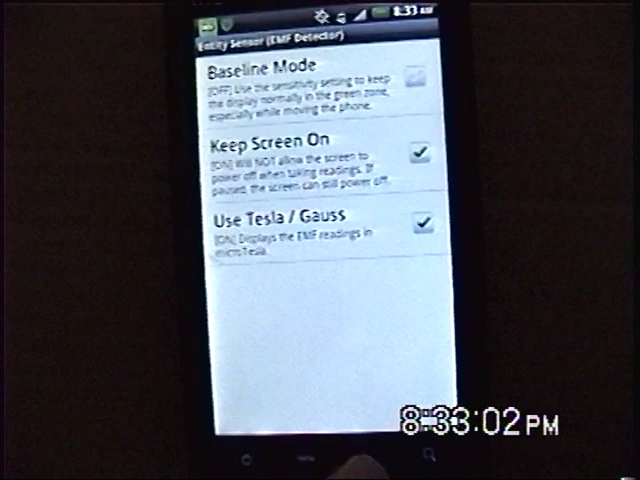 8:33 AM
Entity Sensor (EMF Detector)
Baseline Mode
[OFF] Use the sensitivity setting to keep
the display normally in the green zone,
especially while moving the phone.
Keep Screen On
[ON] Will NOT allow the screen to
power off when taking readings. If
paused, the screen can still power off.
Use Tesla / Gauss
[ON] Displays the EMF readings in
microTesla.
8:33:02 PM